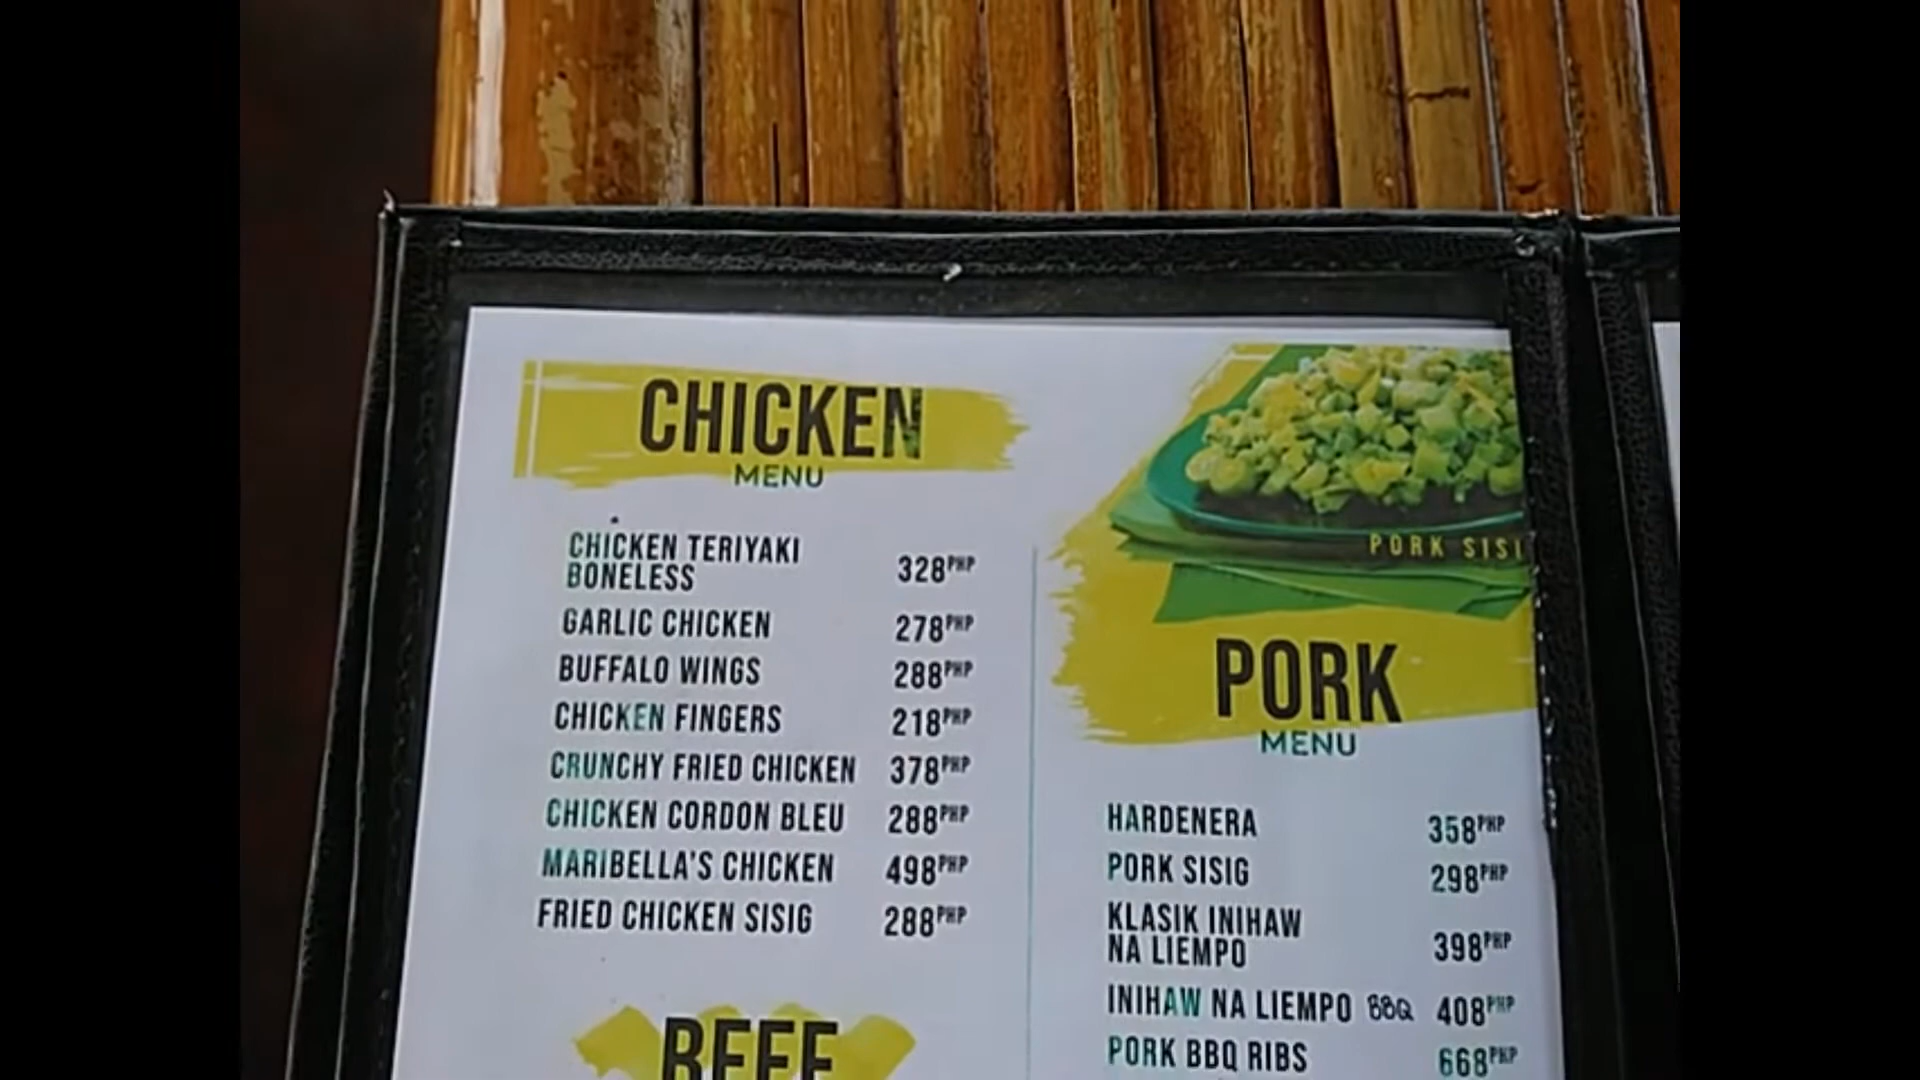 CHICKEN
MENU
CHICKEN TERIYAKI
BONELESS 328PHP
GARLIC CHICKEN 278PHP
BUFFALO WINGS 288PHP
CHICKEN FINGERS 218PHP
CRUNCHY FRIED CHICKEN 378PHP
CHICKEN CORDON BLEU 288PHP
MARIBELLA'S CHICKEN 498PHP
FRIED CHICKEN SISIG 288PHP
BEEF
PORK SISI
PORK
MENU
HARDENERA 358PHP
PORK SISIG 298PHP
KLASIK INIHAW
NA LIEMPO 398PHP
INIHAW NA LIEMPO BBQ 408PHP
PORK BBQ RIBS 668PHP